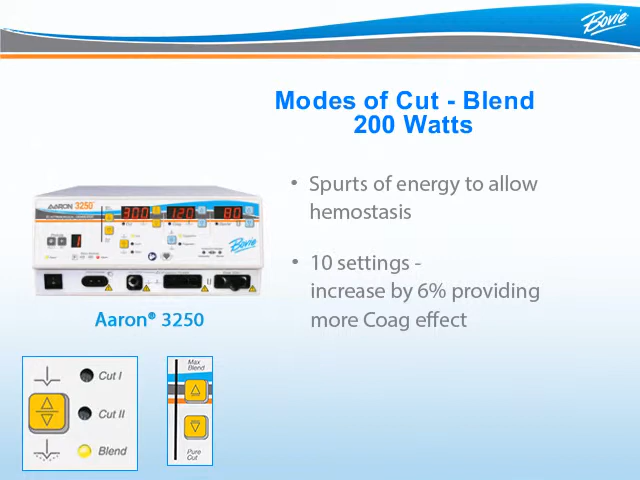 Bovie
Modes of Cut - Blend
200 Watts
• Spurts of energy to allow
hemostasis
• 10 settings -
increase by 6% providing
more Coag effect
AARON 3250
300 120 80
Bovie
Aaron® 3250
Cut I
Cut II
Blend
Max
Blend
Pure
Cut